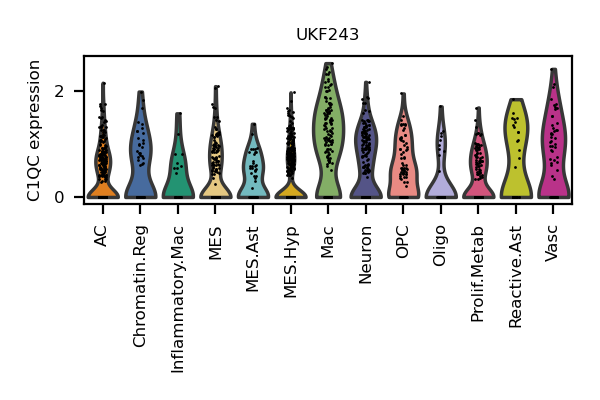 UKF243
C1QC expression
2
0
AC
Chromatin.Reg
Inflammatory.Mac
MES
MES.Ast
MES.Hyp
Mac
Neuron
OPC
Oligo
Prolif.Metab
Reactive.Ast
Vasc